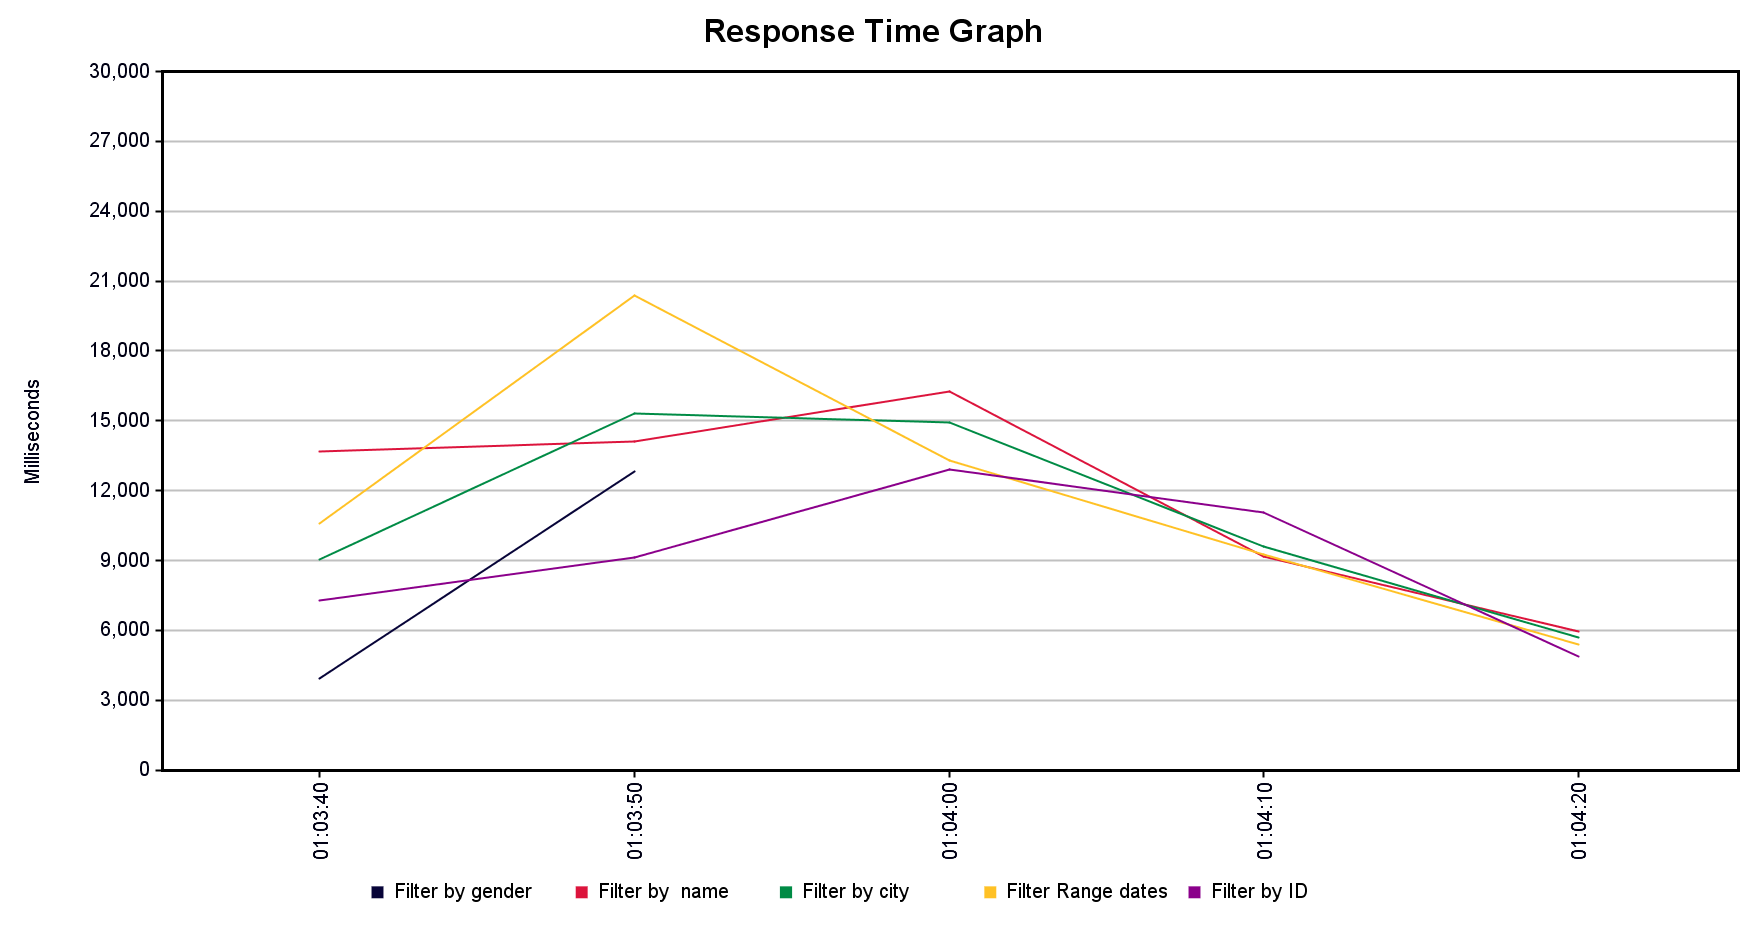 Response Time Graph
30,000
27,000
24,000
21,000
18,000
15,000
12,000
9,000
6,000
3,000
0
Milliseconds
01:03:40
01:03:50
01:04:00
01:04:10
01:04:20
Filter by gender
Filter by  name
Filter by city
Filter Range dates
Filter by ID